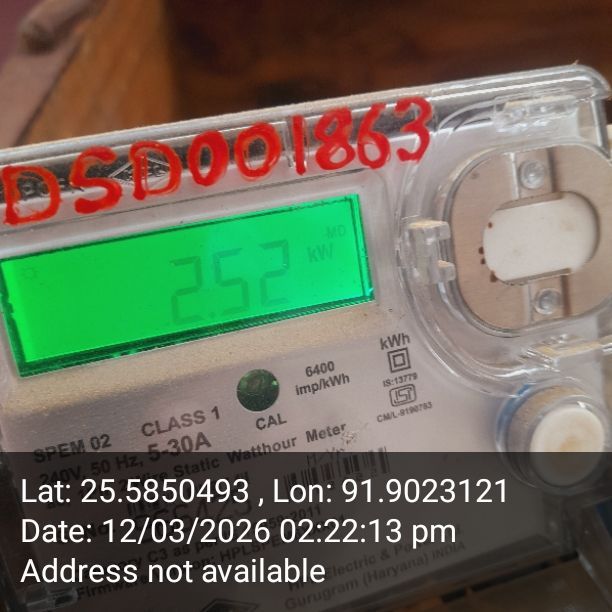 DSD001863
MD
2.52 kW
kWh
6400
imp/kWh
IS:13779
CM/L-9190793
CAL
SPEM 02
CLASS 1
240V, 50 Hz, 5-30A
Static Watthour Meter
Lat: 25.5850493 , Lon: 91.9023121
Date: 12/03/2026 02:22:13 pm
Electric &
Address not available
Gurugram (Haryana) INDIA